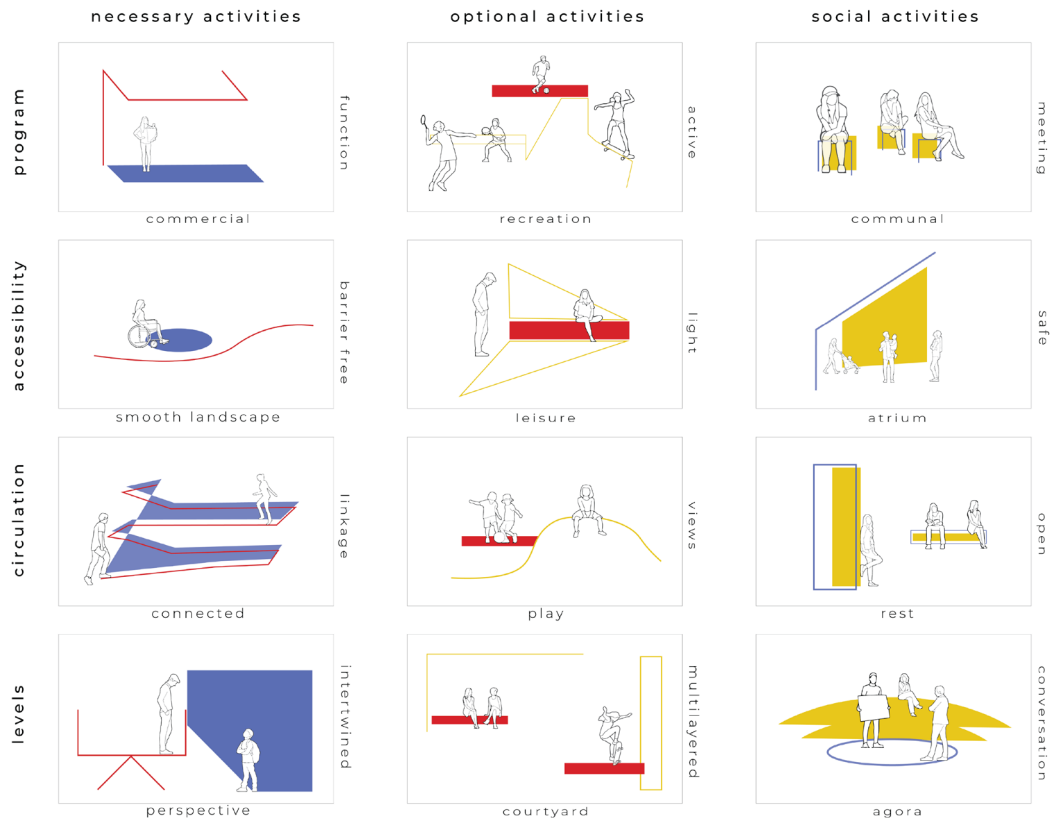 necessary activities
optional activities
social activities
program
function
commercial
active
recreation
meeting
communal
accessibility
barrier free
smooth landscape
light
leisure
safe
atrium
circulation
linkage
connected
views
play
open
rest
levels
intertwined
perspective
multilayered
courtyard
conversation
agora